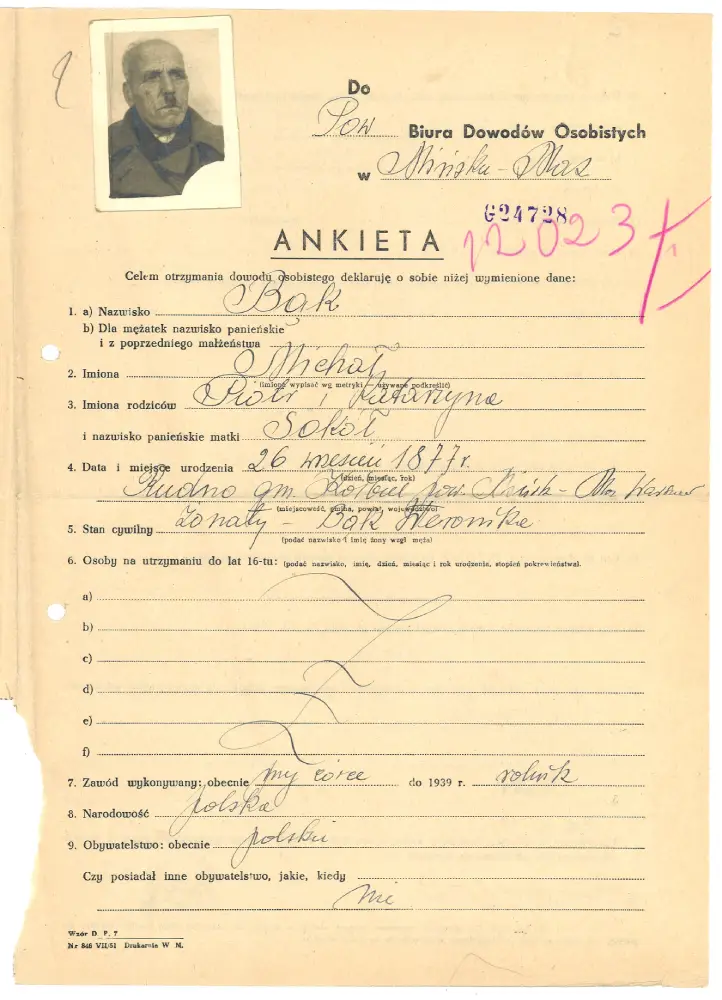 Do
Pow Biura Dowodów Osobistych
w Mińsku-Maz
G24728
12023
ANKIETA
Celem otrzymania dowodu osobistego deklaruję o sobie niżej wymienione dane:
1. a) Nazwisko Bąk
b) Dla mężatek nazwisko panieńskie
i z poprzedniego małżeństwa
2. Imiona Michał
(imiona wypisać wg metryki — używane podkreślić)
3. Imiona rodziców Piotr i Katarzyna
i nazwisko panieńskie matki Sokół
4. Data i miejsce urodzenia 26 wrzesień 1877 r.
(dzień, miesiąc, rok)
Rudno gm. Kołbiel pow. Mińsk-Maz
(miejscowość, gmina, powiat, województwo)
5. Stan cywilny żonaty - Bąk Weronika
(podać nazwisko i imię żony wzgl męża)
6. Osoby na utrzymaniu do lat 16-tu: (podać nazwisko, imię, dzień, miesiąc i rok urodzenia, stopień pokrewieństwa).
a)
b)
c)
d)
e)
f)
7. Zawód wykonywany: obecnie przy córce do 1939 r. rolnik
8. Narodowość polska
9. Obywatelstwo: obecnie polskie
Czy posiadał inne obywatelstwo, jakie, kiedy
nie
Wzór D. P. 7
Nr 846 VII/51 Drukarnia W M.